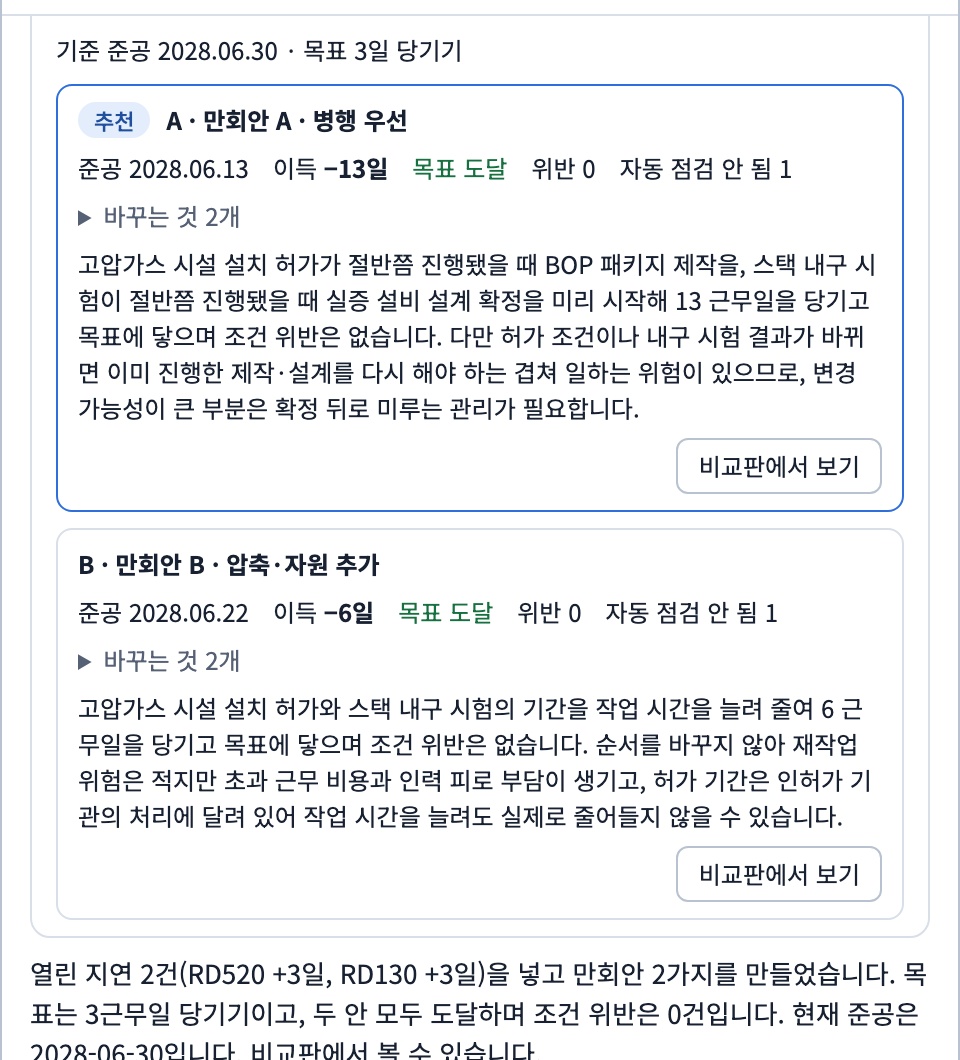 기준 준공 2028.06.30 · 목표 3일 당기기
추천 A · 만회안 A · 병행 우선
준공 2028.06.13 이득 −13일 목표 도달 위반 0 자동 점검 안 됨 1
▶ 바꾸는 것 2개
고압가스 시설 설치 허가가 절반쯤 진행됐을 때 BOP 패키지 제작을, 스택 내구 시
험이 절반쯤 진행됐을 때 실증 설비 설계 확정을 미리 시작해 13 근무일을 당기고
목표에 닿으며 조건 위반은 없습니다. 다만 허가 조건이나 내구 시험 결과가 바뀌
면 이미 진행한 제작·설계를 다시 해야 하는 겹쳐 일하는 위험이 있으므로, 변경
가능성이 큰 부분은 확정 뒤로 미루는 관리가 필요합니다.
비교판에서 보기
B · 만회안 B · 압축·자원 추가
준공 2028.06.22 이득 −6일 목표 도달 위반 0 자동 점검 안 됨 1
▶ 바꾸는 것 2개
고압가스 시설 설치 허가와 스택 내구 시험의 기간을 작업 시간을 늘려 줄여 6 근
무일을 당기고 목표에 닿으며 조건 위반은 없습니다. 순서를 바꾸지 않아 재작업
위험은 적지만 초과 근무 비용과 인력 피로 부담이 생기고, 허가 기간은 인허가 기
관의 처리에 달려 있어 작업 시간을 늘려도 실제로 줄어들지 않을 수 있습니다.
비교판에서 보기
열린 지연 2건(RD520 +3일, RD130 +3일)을 넣고 만회안 2가지를 만들었습니다. 목
표는 3근무일 당기기이고, 두 안 모두 도달하며 조건 위반은 0건입니다. 현재 준공은
2028-06-30입니다. 비교판에서 볼 수 있습니다